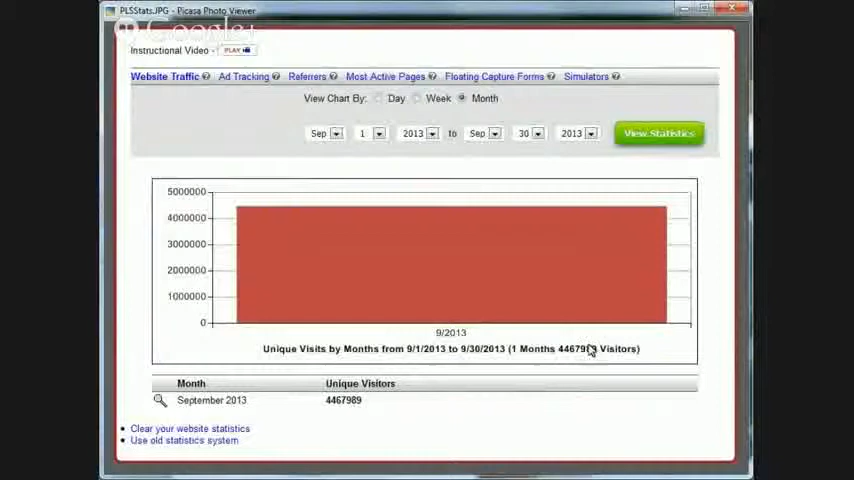 PLSStats.JPG - Picasa Photo Viewer
Google+
Instructional Video - PLAY
Website Traffic Ad Tracking Referrers Most Active Pages Floating Capture Forms Simulators
View Chart By: Day Week Month
Sep 1 2013 to Sep 30 2013 View Statistics
5000000
4000000
3000000
2000000
1000000
0
9/2013
Unique Visits by Months from 9/1/2013 to 9/30/2013 (1 Months 4467989 Visitors)
Month Unique Visitors
September 2013 4467989
Clear your website statistics
Use old statistics system